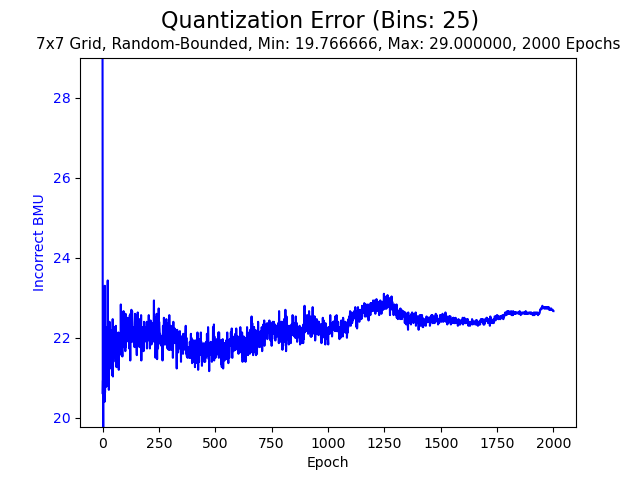 Quantization Error (Bins: 25)
7x7 Grid, Random-Bounded, Min: 19.766666, Max: 29.000000, 2000 Epochs
28
26
24
22
20
Incorrect BMU
0 250 500 750 1000 1250 1500 1750 2000
Epoch